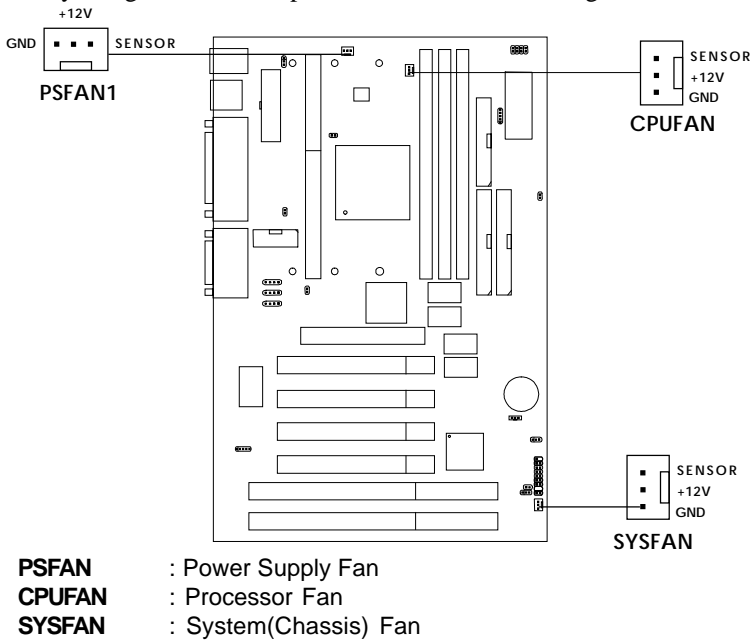 +12V
GND SENSOR
PSFAN1
SENSOR
+12V
GND
CPUFAN
SENSOR
+12V
GND
SYSFAN
PSFAN : Power Supply Fan
CPUFAN : Processor Fan
SYSFAN : System(Chassis) Fan